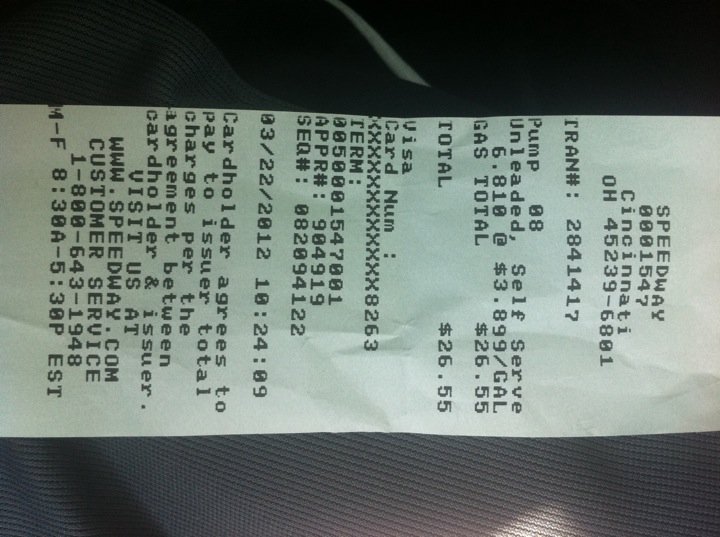 SPEEDWAY
0001547
Cincinnati
OH 45239-6801
TRAN#: 2841417
Pump 08
Unleaded, Self Serve
6.810 @ $3.899/GAL
GAS TOTAL $26.55
TOTAL $26.55
Visa
Card Num :
XXXXXXXXXXXX8263
TERM:
0050001547001
APPR#: 904919
SEQ#: 082094122
03/22/2012 10:24:09
Cardholder agrees to
pay to issuer total
charges per the
agreement between
cardholder & issuer.
VISIT US AT
WWW.SPEEDWAY.COM
CUSTOMER SERVICE
1-800-643-1948
M-F 8:30A-5:30P EST